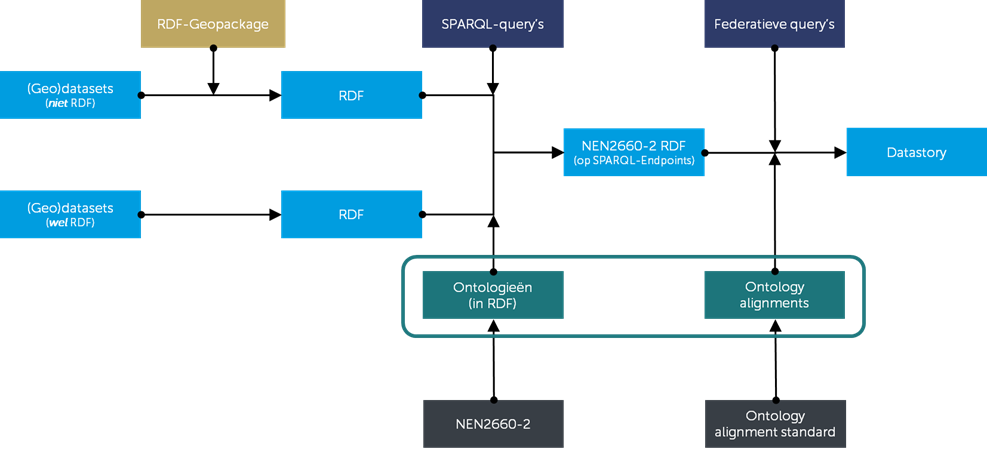 RDF-Geopackage
SPARQL-query's
Federatieve query's
(Geo)datasets
(niet RDF)
RDF
NEN2660-2 RDF
(op SPARQL-Endpoints)
Datastory
(Geo)datasets
(wel RDF)
RDF
Ontologieën
(in RDF)
Ontology
alignments
NEN2660-2
Ontology
alignment standard